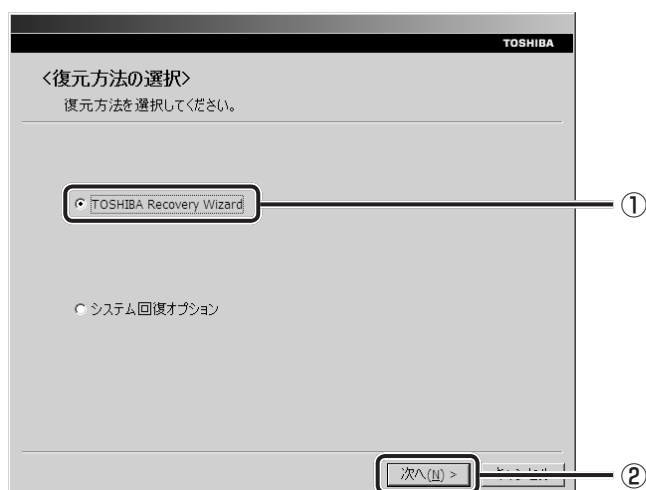 TOSHIBA
<復元方法の選択>
復元方法を選択してください。
TOSHIBA Recovery Wizard
①
システム回復オプション
次へ(N) >
②